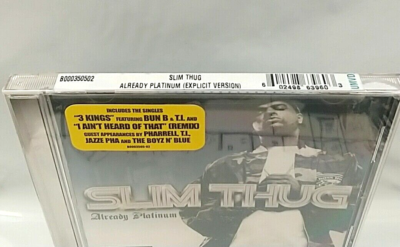 B000350502
SLIM THUG
ALREADY PLATINUM (EXPLICIT VERSION)
6 02498 63960
UMVD
INCLUDES THE SINGLES
"3 KINGS" FEATURING BUN B & T.I. AND
"I AIN'T HEARD OF THAT" (REMIX)
GUEST APPEARANCES BY PHARRELL, T.I.,
JAZZE PHA AND THE BOYZ N' BLUE
SLIM THUG
Already Platinum